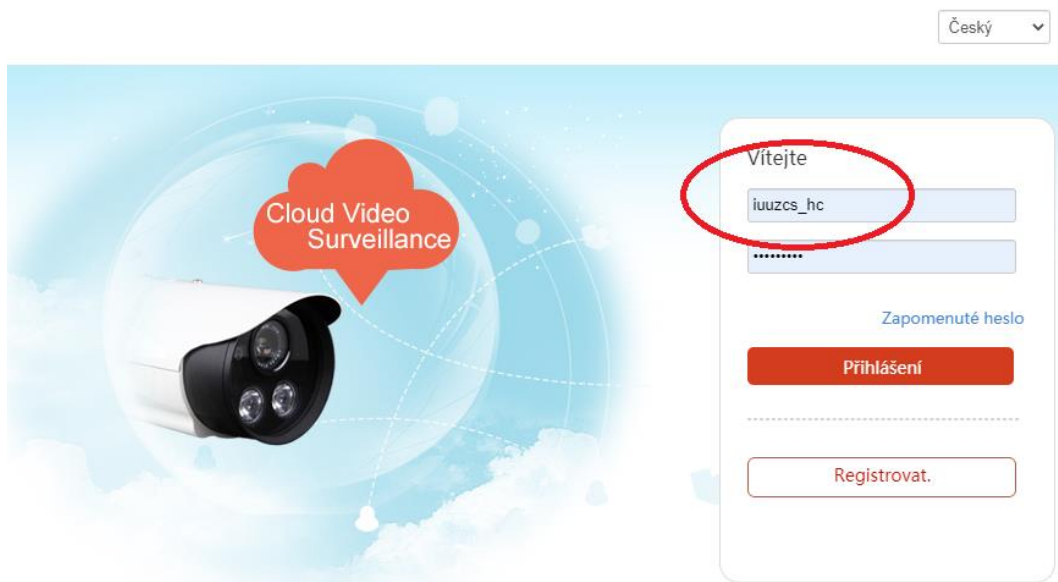 Český
Vítejte
Cloud Video
Surveillance
iuuzcs_hc
•••••••••
Zapomenuté heslo
Přihlášení
Registrovat.